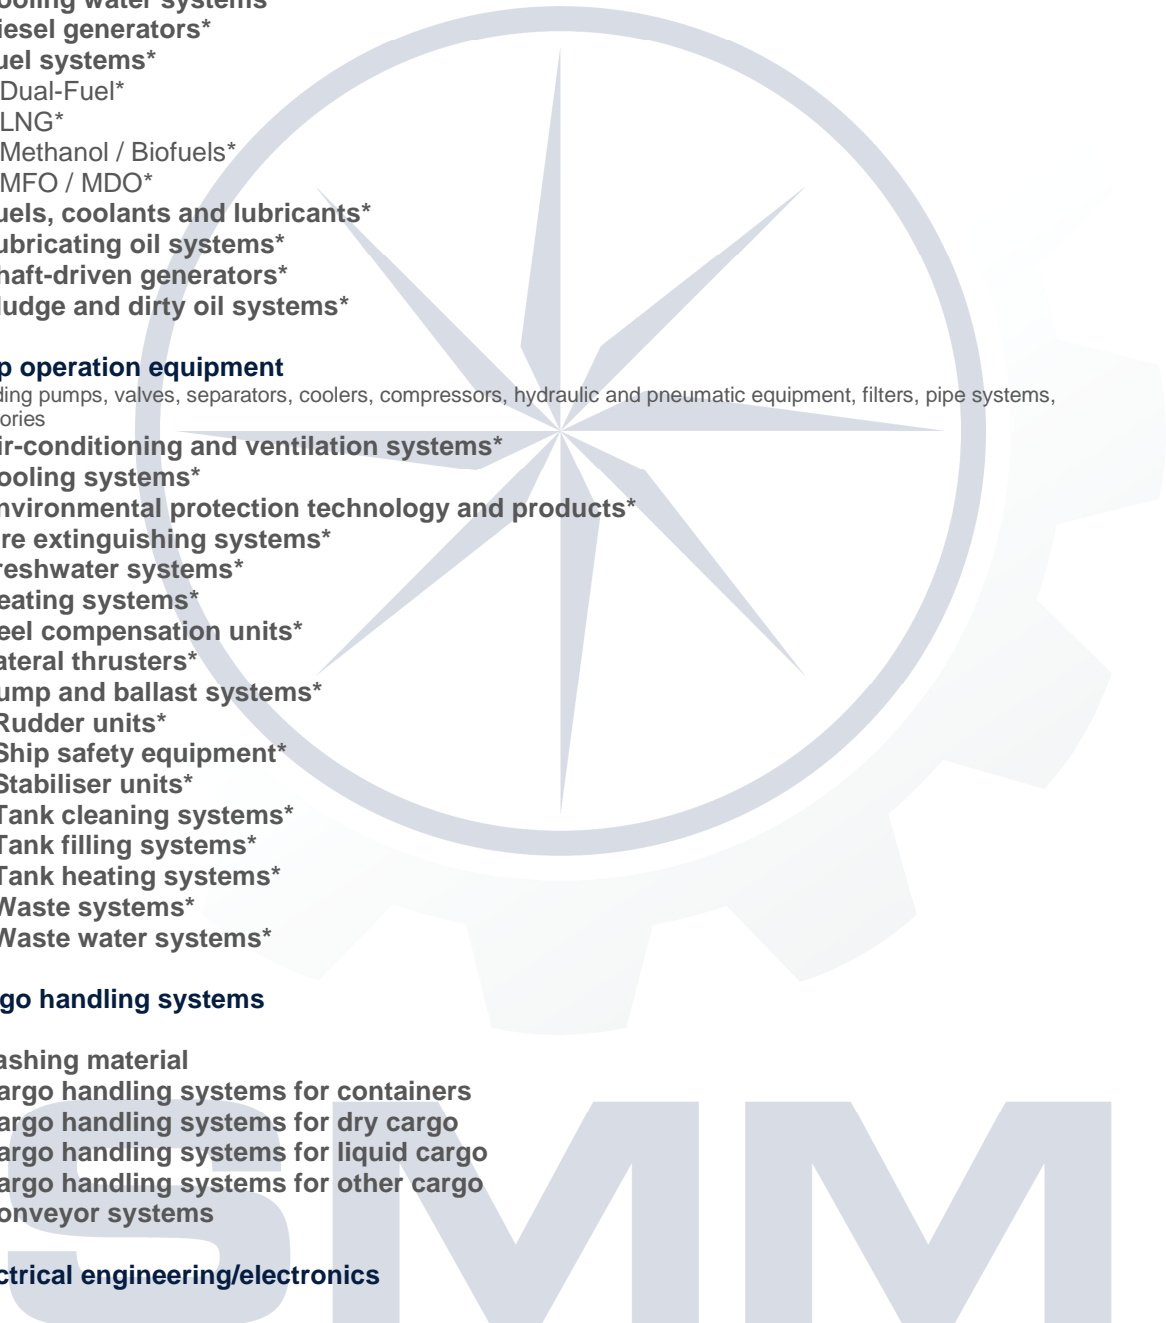 ooling water systems
iesel generators*
uel systems*
Dual-Fuel*
LNG*
Methanol / Biofuels*
MFO / MDO*
uels, coolants and lubricants*
ubricating oil systems*
haft-driven generators*
ludge and dirty oil systems*
p operation equipment
ding pumps, valves, separators, coolers, compressors, hydraulic and pneumatic equipment, filters, pipe systems,
ories
ir-conditioning and ventilation systems*
ooling systems*
nvironmental protection technology and products*
re extinguishing systems*
reshwater systems*
eating systems*
eel compensation units*
ateral thrusters*
ump and ballast systems*
Rudder units*
Ship safety equipment*
Stabiliser units*
Tank cleaning systems*
Tank filling systems*
Tank heating systems*
Waste systems*
Waste water systems*
go handling systems
ashing material
argo handling systems for containers
argo handling systems for dry cargo
argo handling systems for liquid cargo
argo handling systems for other cargo
onveyor systems
ctrical engineering/electronics
SMM